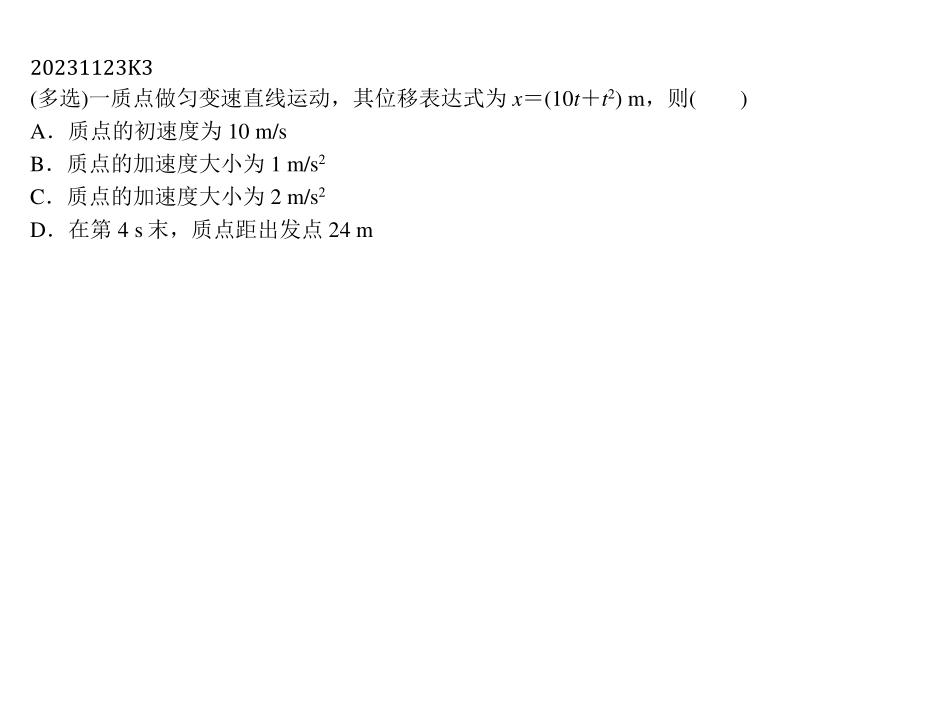 20231123K3
(多选)一质点做匀变速直线运动，其位移表达式为 x＝(10t＋t²) m，则(　　)
A．质点的初速度为 10 m/s
B．质点的加速度大小为 1 m/s²
C．质点的加速度大小为 2 m/s²
D．在第 4 s 末，质点距出发点 24 m